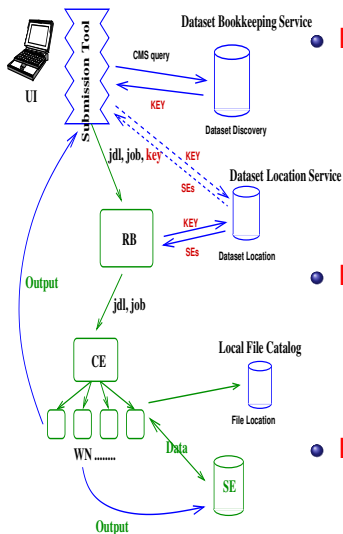 Dataset Bookkeeping Service
UI
Submission Tool
CMS query
KEY
Dataset Discovery
jdl, job, key
KEY
SEs
Dataset Location Service
RB
KEY
SEs
Dataset Location
Output
jdl, job
CE
Local File Catalog
File Location
WN ........
Data
SE
Output